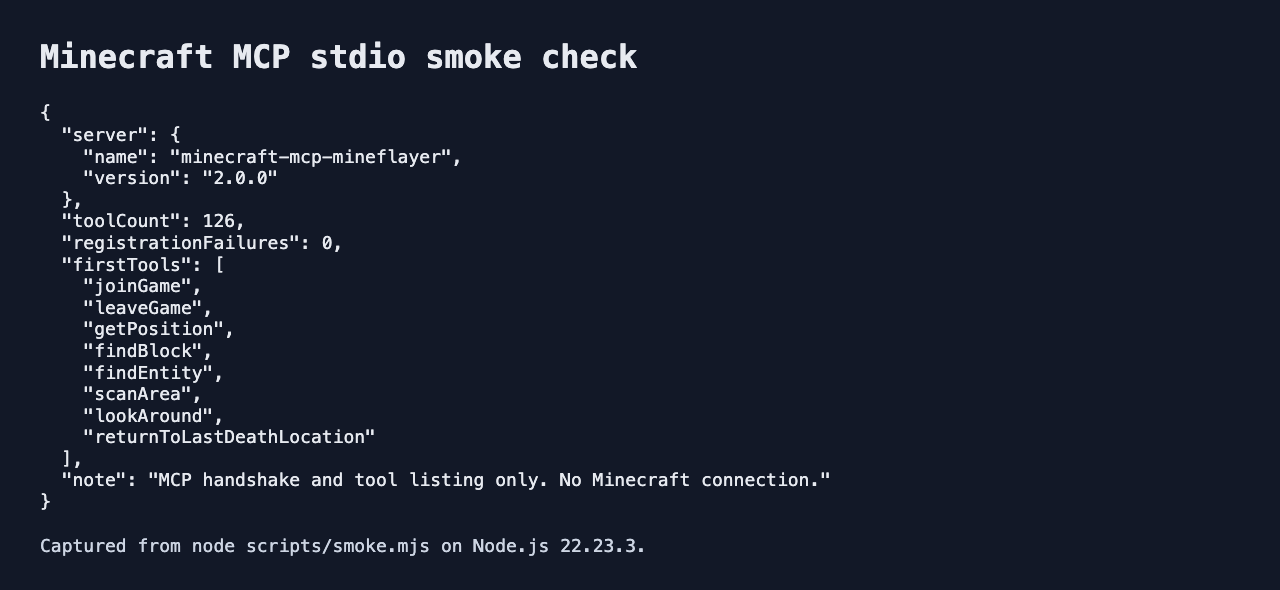 Minecraft MCP stdio smoke check
{
  "server": {
    "name": "minecraft-mcp-mineflayer",
    "version": "2.0.0"
  },
  "toolCount": 126,
  "registrationFailures": 0,
  "firstTools": [
    "joinGame",
    "leaveGame",
    "getPosition",
    "findBlock",
    "findEntity",
    "scanArea",
    "lookAround",
    "returnToLastDeathLocation"
  ],
  "note": "MCP handshake and tool listing only. No Minecraft connection."
}
Captured from node scripts/smoke.mjs on Node.js 22.23.3.